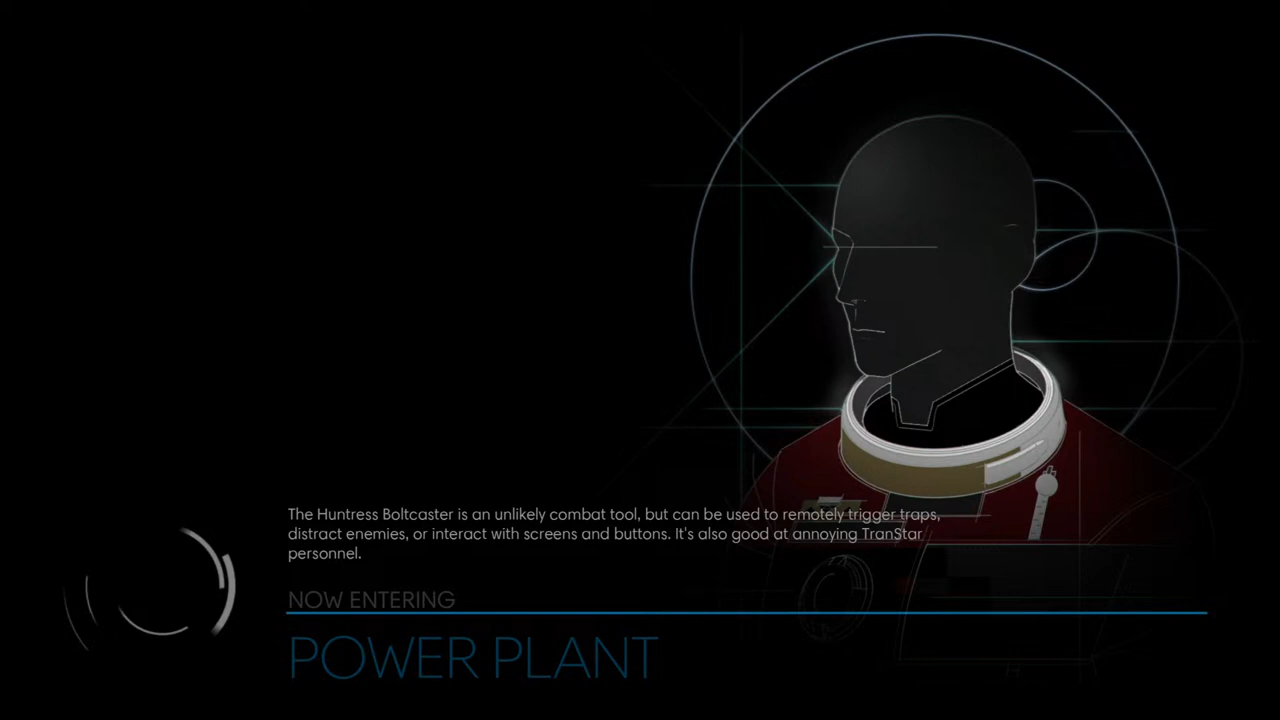 The Huntress Boltcaster is an unlikely combat tool, but can be used to remotely trigger traps,
distract enemies, or interact with screens and buttons. It's also good at annoying TranStar
personnel.
NOW ENTERING
POWER PLANT